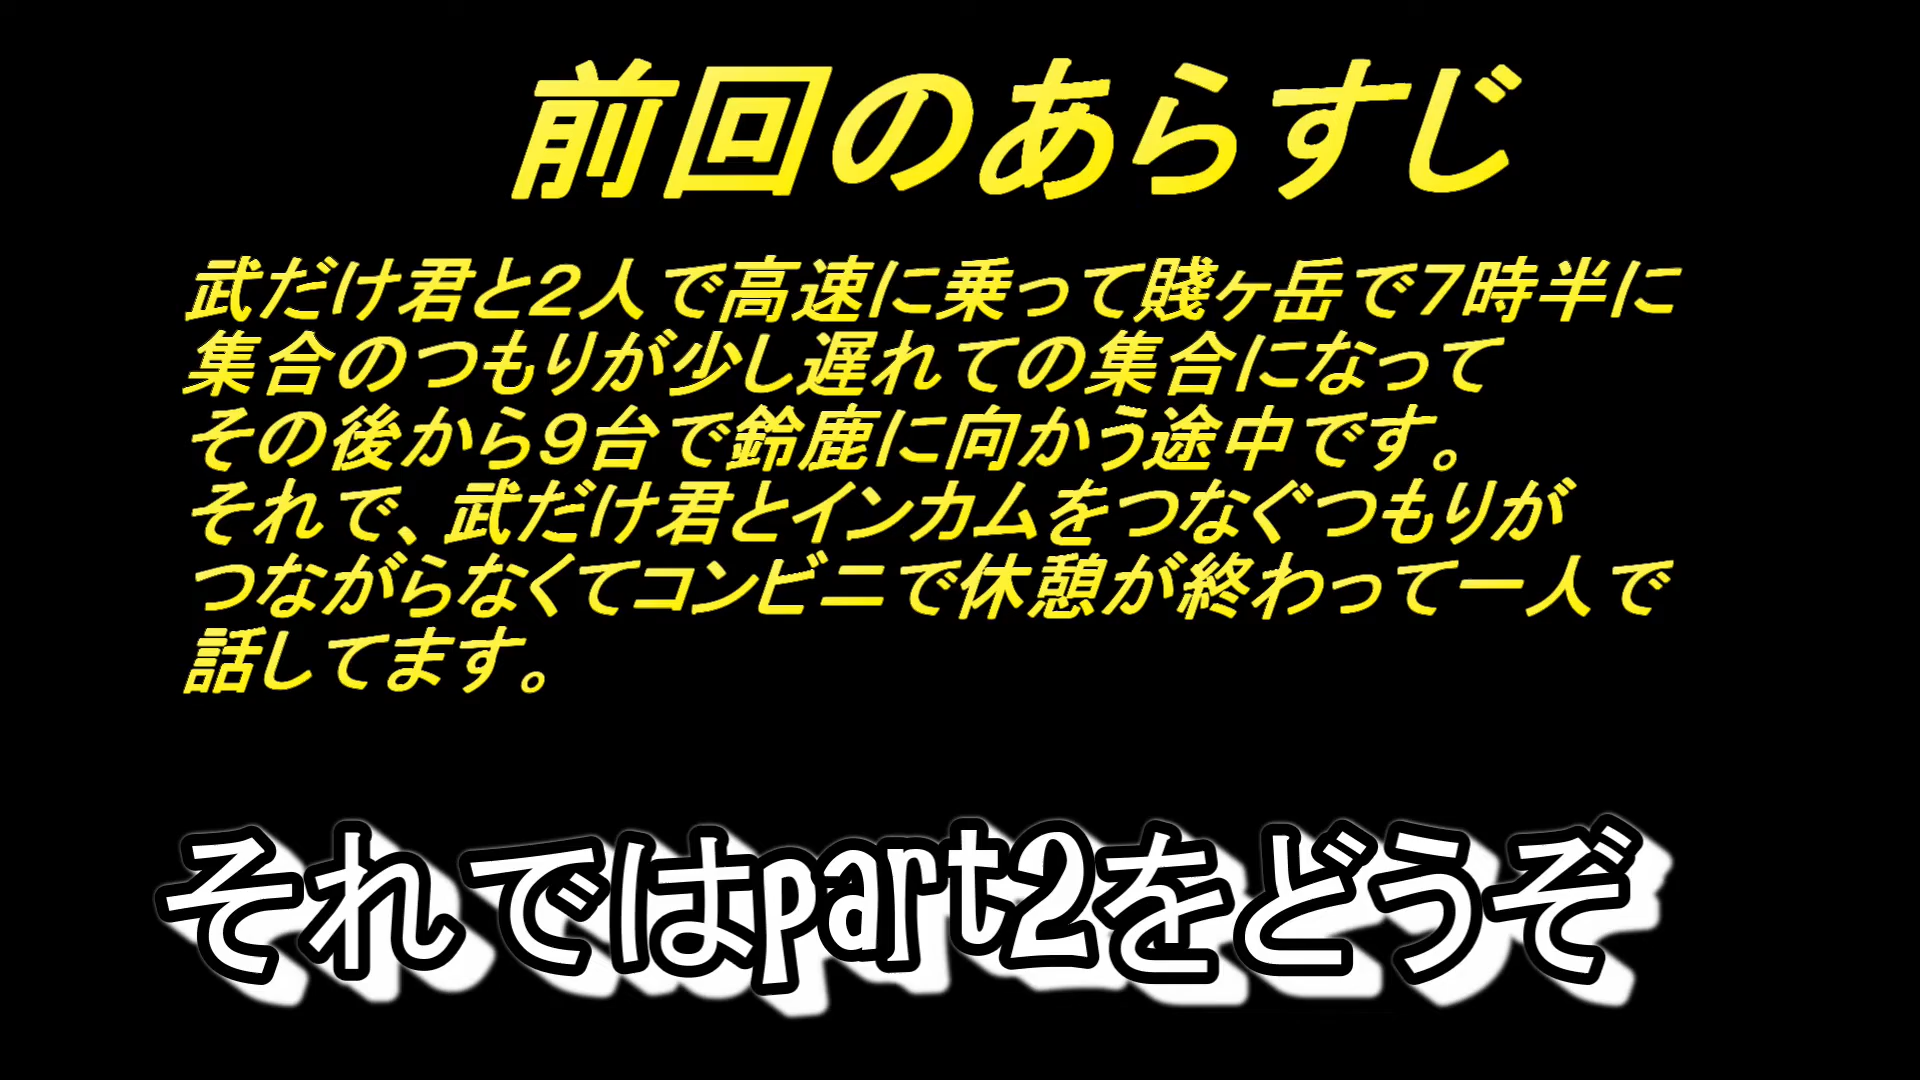 前回のあらすじ
武だけ君と2人で高速に乗って賤ヶ岳で7時半に
集合のつもりが少し遅れての集合になって
その後から9台で鈴鹿に向かう途中です。
それで、武だけ君とインカムをつなぐつもりが
つながらなくてコンビニで休憩が終わって一人で
話してます。
それではpart2をどうぞ